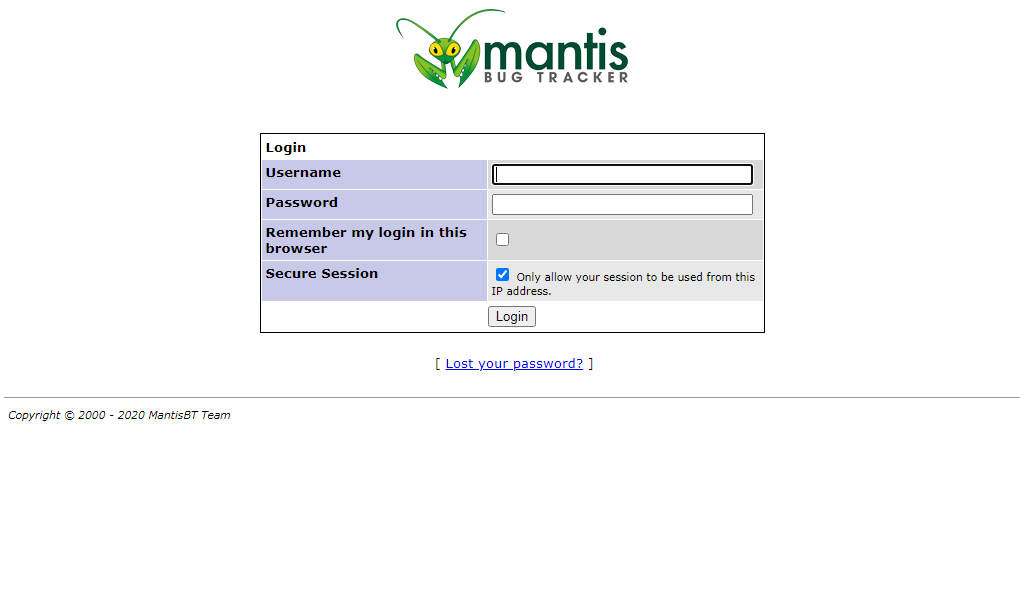 mantis
BUG TRACKER
Login
Username
Password
Remember my login in this
browser
Secure Session
Only allow your session to be used from this
IP address.
Login
[ Lost your password? ]
Copyright © 2000 - 2020 MantisBT Team